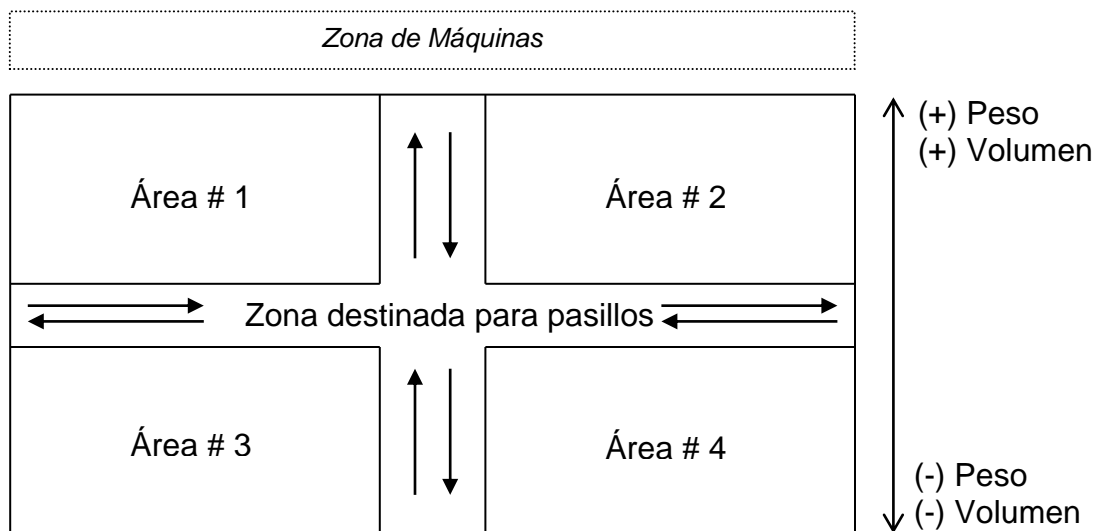 Zona de Máquinas
(+) Peso
(+) Volumen
Área # 1
Área # 2
Zona destinada para pasillos
Área # 3
Área # 4
(-) Peso
(-) Volumen